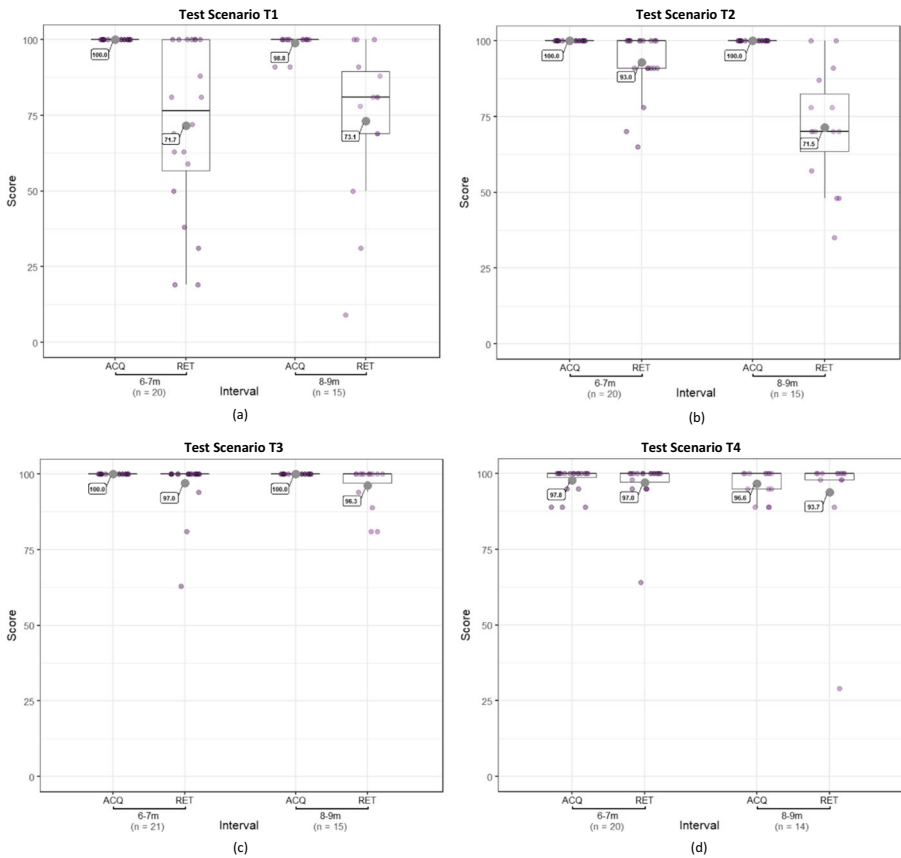 Test Scenario T1
100
75
50
25
0
Score
100.0
71.7
98.8
73.1
ACQ
RET
ACQ
RET
6-7m
(n = 20)
Interval
8-9m
(n = 15)
(a)
Test Scenario T2
100
75
50
25
0
Score
100.0
93.0
100.0
71.5
ACQ
RET
ACQ
RET
6-7m
(n = 20)
Interval
8-9m
(n = 15)
(b)
Test Scenario T3
100
75
50
25
0
Score
100.0
97.0
100.0
96.3
ACQ
RET
ACQ
RET
6-7m
(n = 21)
Interval
8-9m
(n = 15)
(c)
Test Scenario T4
100
75
50
25
0
Score
97.8
97.0
96.6
93.7
ACQ
RET
ACQ
RET
6-7m
(n = 20)
Interval
8-9m
(n = 14)
(d)